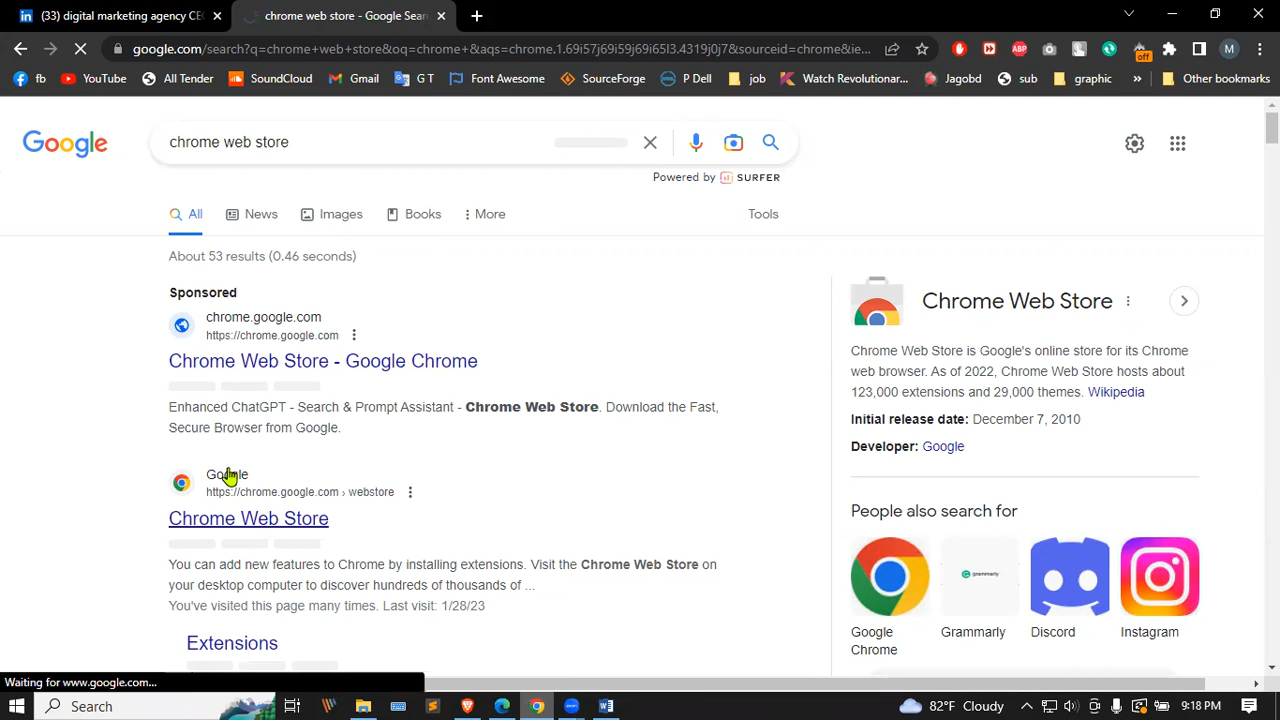 (33) digital marketing agency CEO
chrome web store - Google Sear
google.com/search?q=chrome+web+store&oq=chrome+&aqs=chrome.1.69i57j69i59j69i65l3.4319j0j7&sourceid=chrome&ie...
ABP
off
M
fb
YouTube
All Tender
SoundCloud
Gmail
G T
Font Awesome
SourceForge
P Dell
job
Watch Revolutionar
Jagobd
sub
graphic
»
Other bookmarks
Google
chrome web store
Powered by SURFER
All News Images Books More Tools
About 53 results (0.46 seconds)
Sponsored
chrome.google.com
https://chrome.google.com
Chrome Web Store - Google Chrome
Enhanced ChatGPT - Search & Prompt Assistant - Chrome Web Store. Download the Fast,
Secure Browser from Google.
Google
https://chrome.google.com › webstore
Chrome Web Store
You can add new features to Chrome by installing extensions. Visit the Chrome Web Store on
your desktop computer to discover hundreds of thousands of ...
You've visited this page many times. Last visit: 1/28/23
Extensions
Chrome Web Store
Chrome Web Store is Google's online store for its Chrome
web browser. As of 2022, Chrome Web Store hosts about
123,000 extensions and 29,000 themes. Wikipedia
Initial release date: December 7, 2010
Developer: Google
People also search for
grammarly
Google
Chrome
Grammarly
Discord
Instagram
Waiting for www.google.com...
Search
82°F Cloudy
9:18 PM